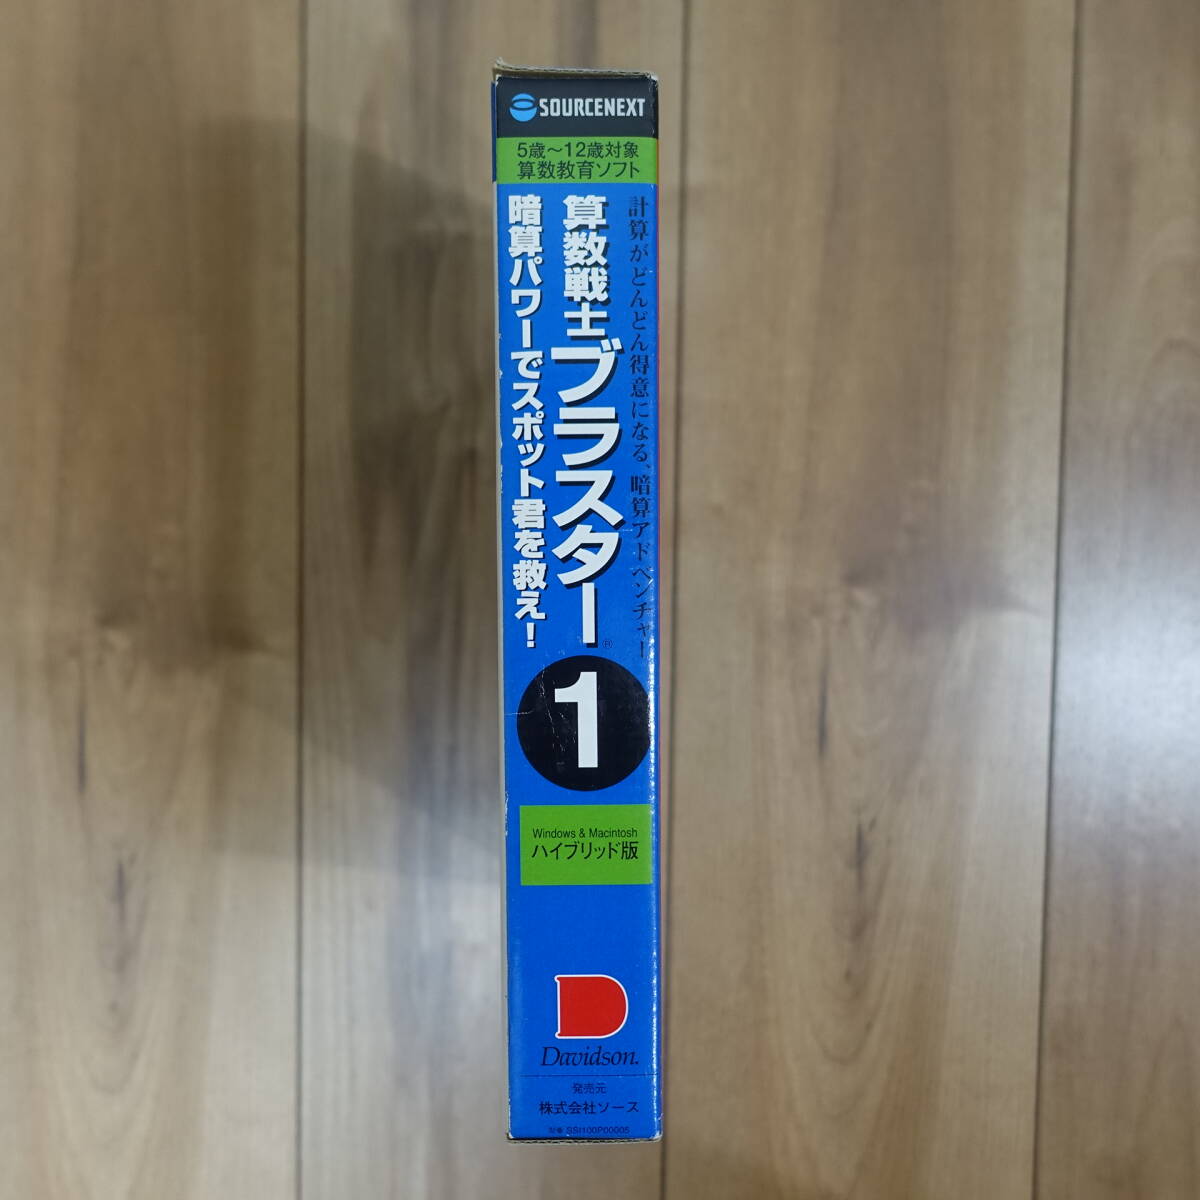 SOURCENEXT
5歳～12歳対象
算数教育ソフト
計算がどんどん得意になる、暗算アドベンチャー
算数戦士ブラスター®
暗算パワーでスポット君を救え！
1
Windows & Macintosh
ハイブリッド版
Davidson.
発売元
株式会社ソース
型番 SSI100P00005